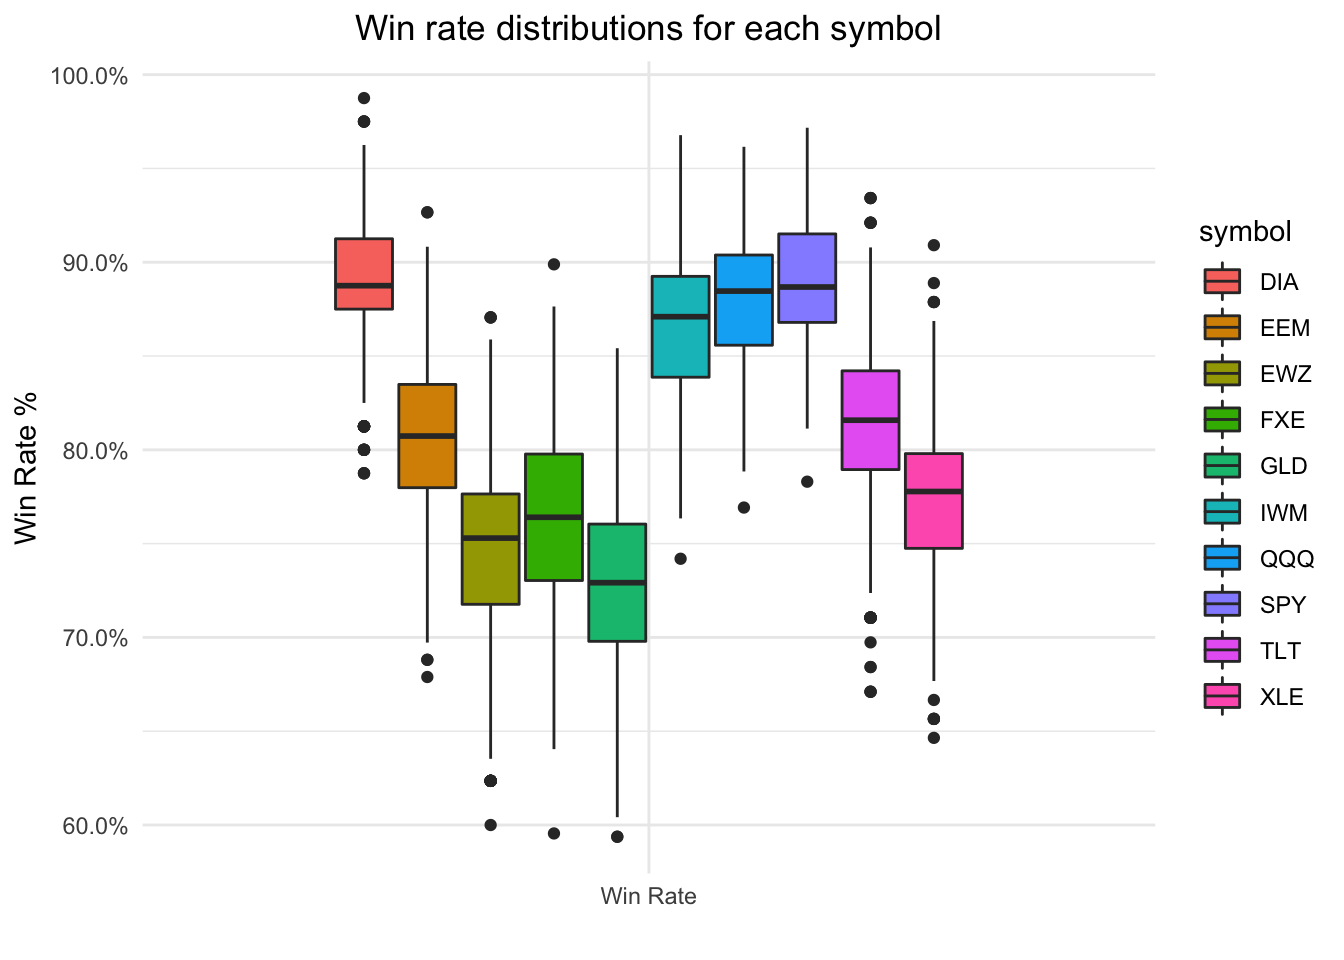 Win rate distributions for each symbol
100.0%
90.0%
80.0%
70.0%
60.0%
Win Rate %
Win Rate
symbol
DIA
EEM
EWZ
FXE
GLD
IWM
QQQ
SPY
TLT
XLE